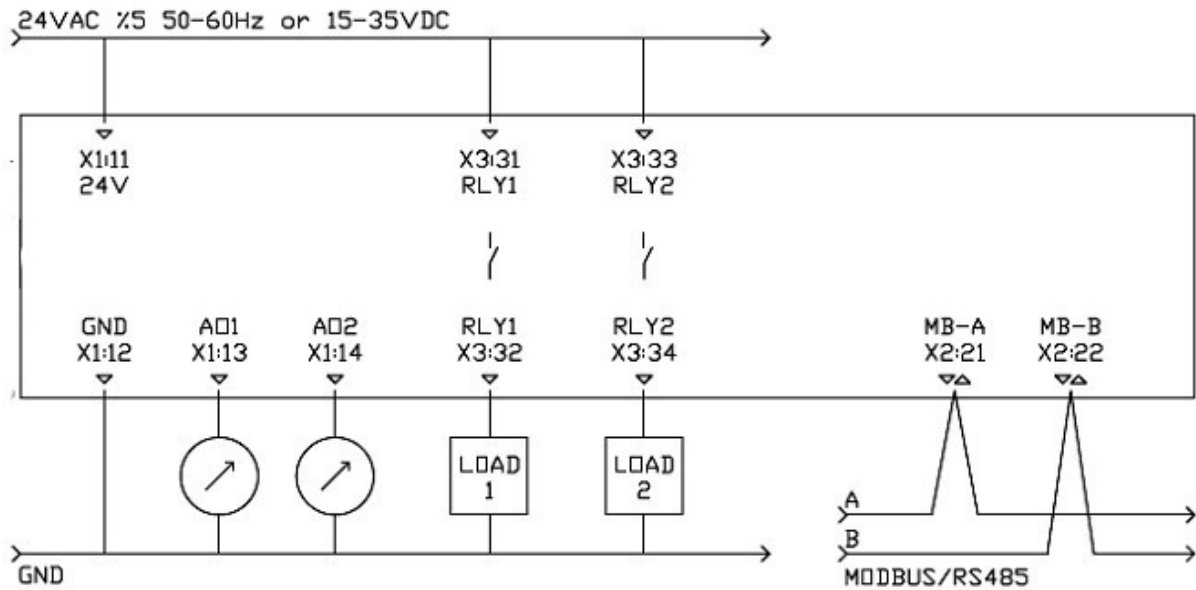 24VAC %5 50-60Hz or 15-35VDC
X1:11
24V
X3:31
RLY1
X3:33
RLY2
GND
X1:12
AO1
X1:13
AO2
X1:14
RLY1
X3:32
RLY2
X3:34
MB-A
X2:21
MB-B
X2:22
LOAD
1
LOAD
2
A
B
GND
MODBUS/RS485